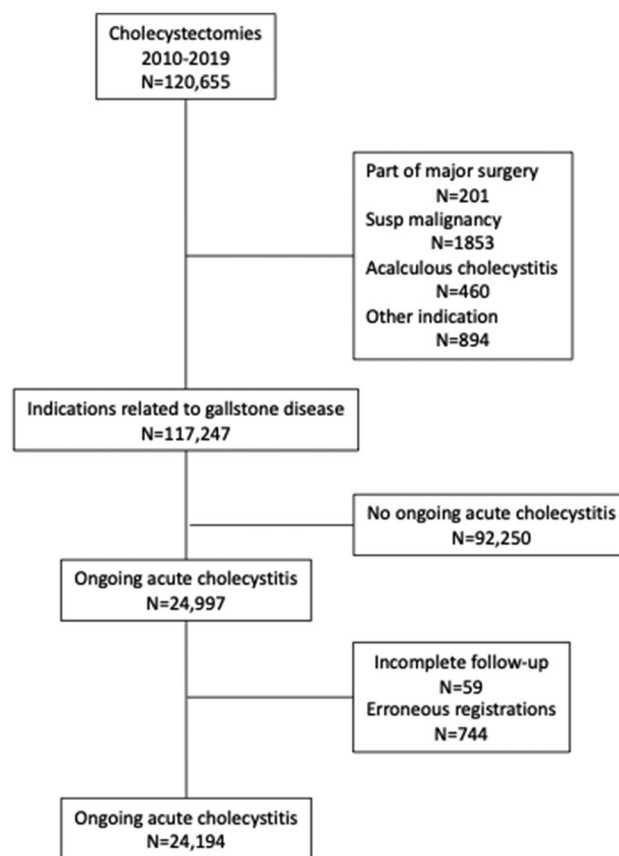 Cholecystectomies
2010-2019
N=120,655
Part of major surgery
N=201
Susp malignancy
N=1853
Acalculous cholecystitis
N=460
Other indication
N=894
Indications related to gallstone disease
N=117,247
No ongoing acute cholecystitis
N=92,250
Ongoing acute cholecystitis
N=24,997
Incomplete follow-up
N=59
Erroneous registrations
N=744
Ongoing acute cholecystitis
N=24,194